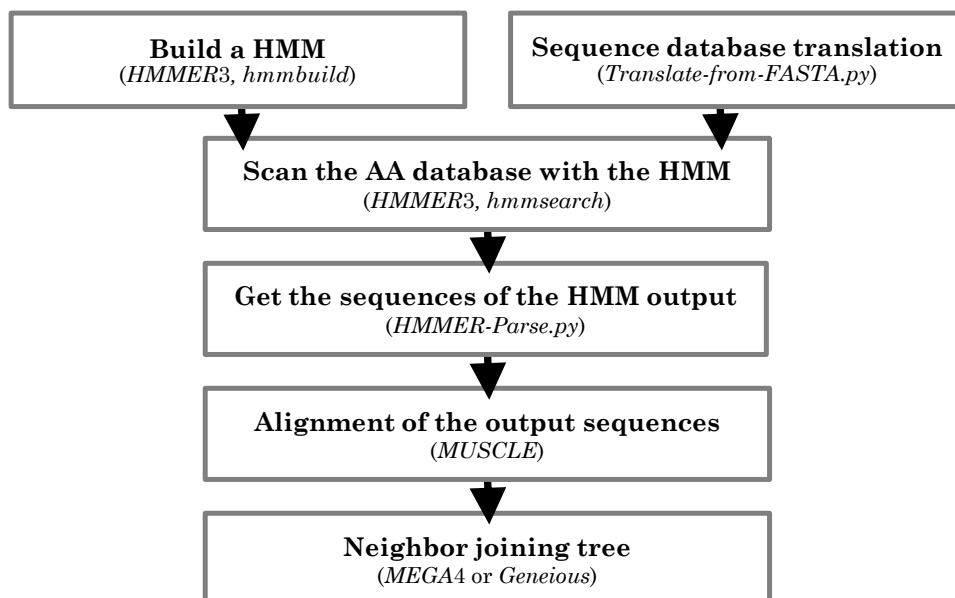 Build a HMM
(HMMER3, hmmbuild)
Sequence database translation
(Translate-from-FASTA.py)
Scan the AA database with the HMM
(HMMER3, hmmsearch)
Get the sequences of the HMM output
(HMMER-Parse.py)
Alignment of the output sequences
(MUSCLE)
Neighbor joining tree
(MEGA4 or Geneious)